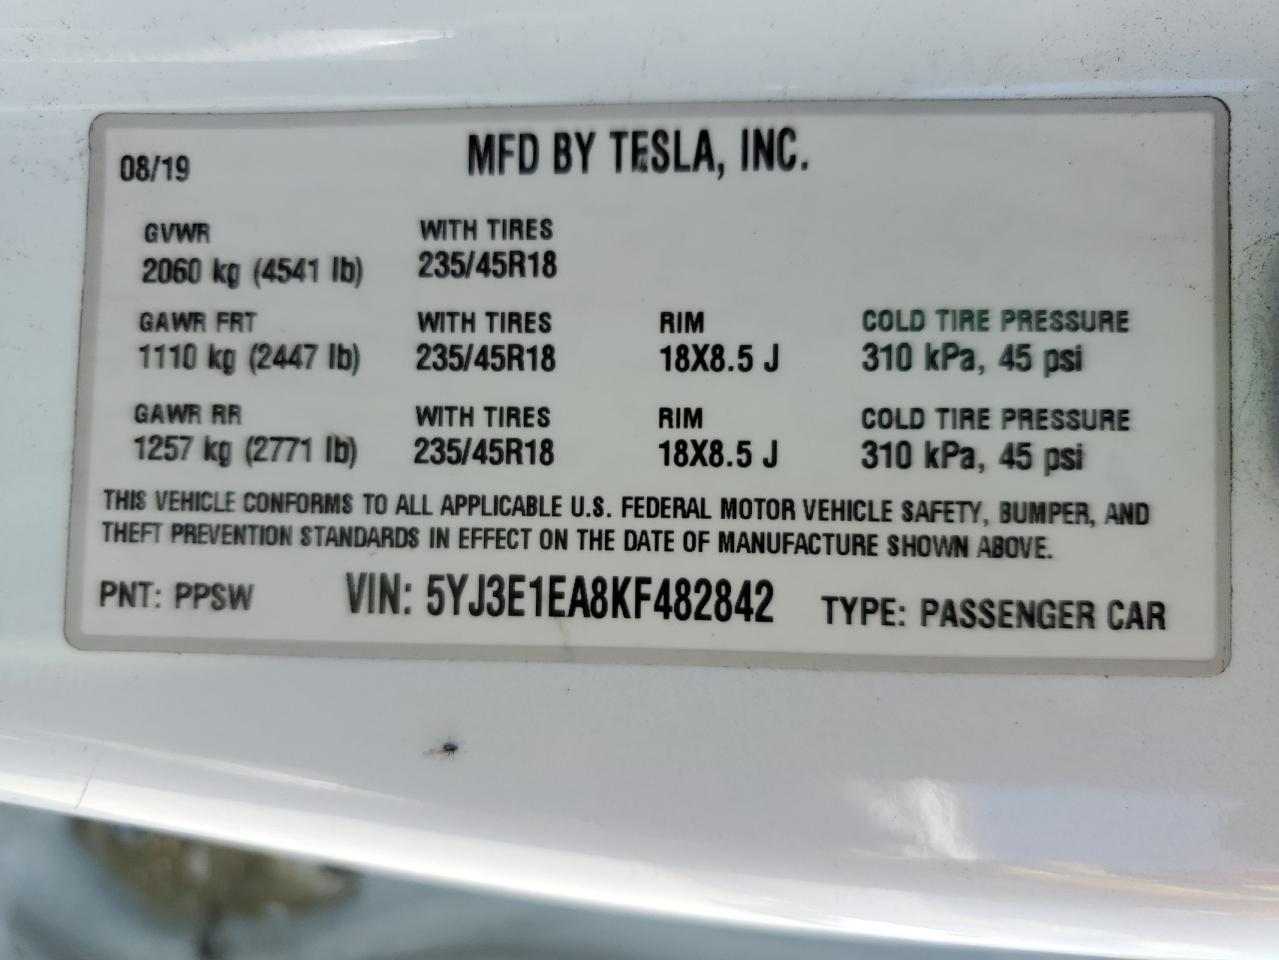 08/19 MFD BY TESLA, INC.
GVWR WITH TIRES
2060 kg (4541 lb) 235/45R18
GAWR FRT WITH TIRES RIM COLD TIRE PRESSURE
1110 kg (2447 lb) 235/45R18 18X8.5 J 310 kPa, 45 psi
GAWR RR WITH TIRES RIM COLD TIRE PRESSURE
1257 kg (2771 lb) 235/45R18 18X8.5 J 310 kPa, 45 psi
THIS VEHICLE CONFORMS TO ALL APPLICABLE U.S. FEDERAL MOTOR VEHICLE SAFETY, BUMPER, AND
THEFT PREVENTION STANDARDS IN EFFECT ON THE DATE OF MANUFACTURE SHOWN ABOVE.
PNT: PPSW VIN: 5YJ3E1EA8KF482842 TYPE: PASSENGER CAR